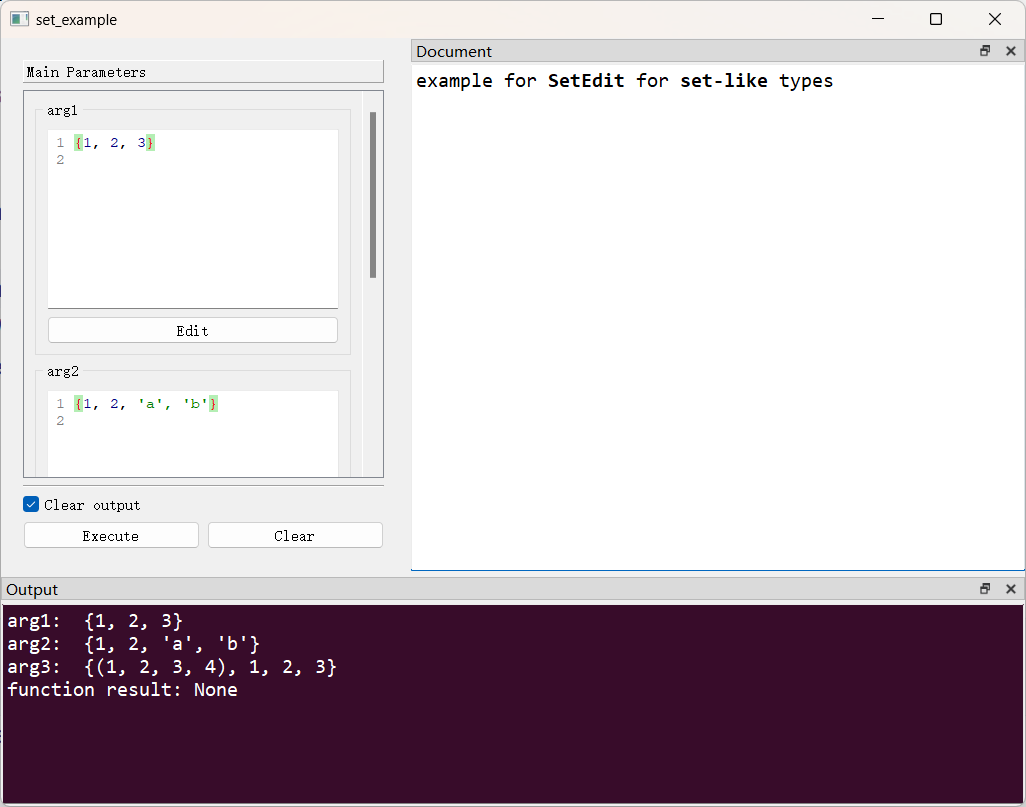 set_example
Main Parameters
arg1
1 {1, 2, 3}
2
Edit
arg2
1 {1, 2, 'a', 'b'}
2
Clear output
Execute
Clear
Document
example for SetEdit for set-like types
Output
arg1:  {1, 2, 3}
arg2:  {1, 2, 'a', 'b'}
arg3:  {(1, 2, 3, 4), 1, 2, 3}
function result: None